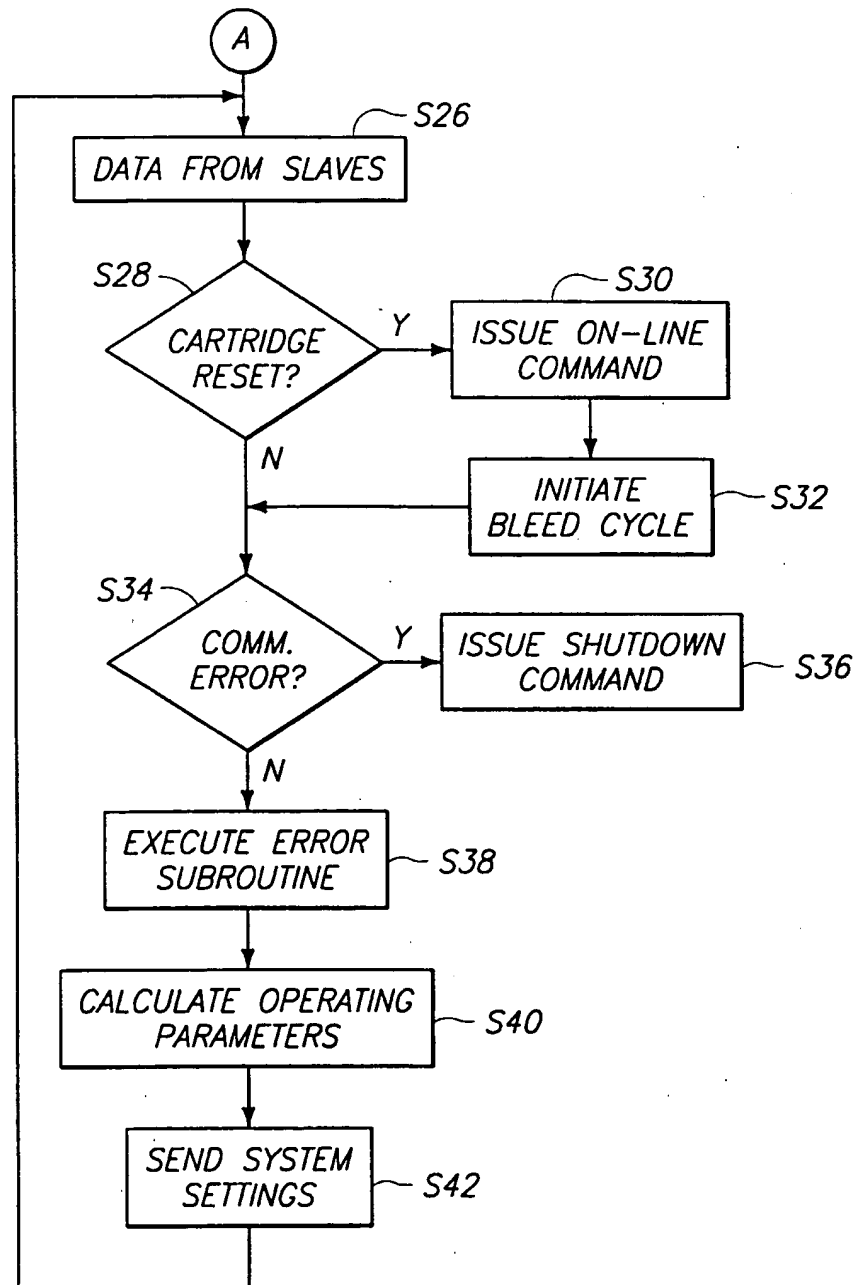 A
S26
DATA FROM SLAVES
S28
CARTRIDGE
RESET?
Y
N
S30
ISSUE ON-LINE
COMMAND
INITIATE
BLEED CYCLE
S32
S34
COMM.
ERROR?
Y
N
ISSUE SHUTDOWN
COMMAND
S36
EXECUTE ERROR
SUBROUTINE
S38
CALCULATE OPERATING
PARAMETERS
S40
SEND SYSTEM
SETTINGS
S42